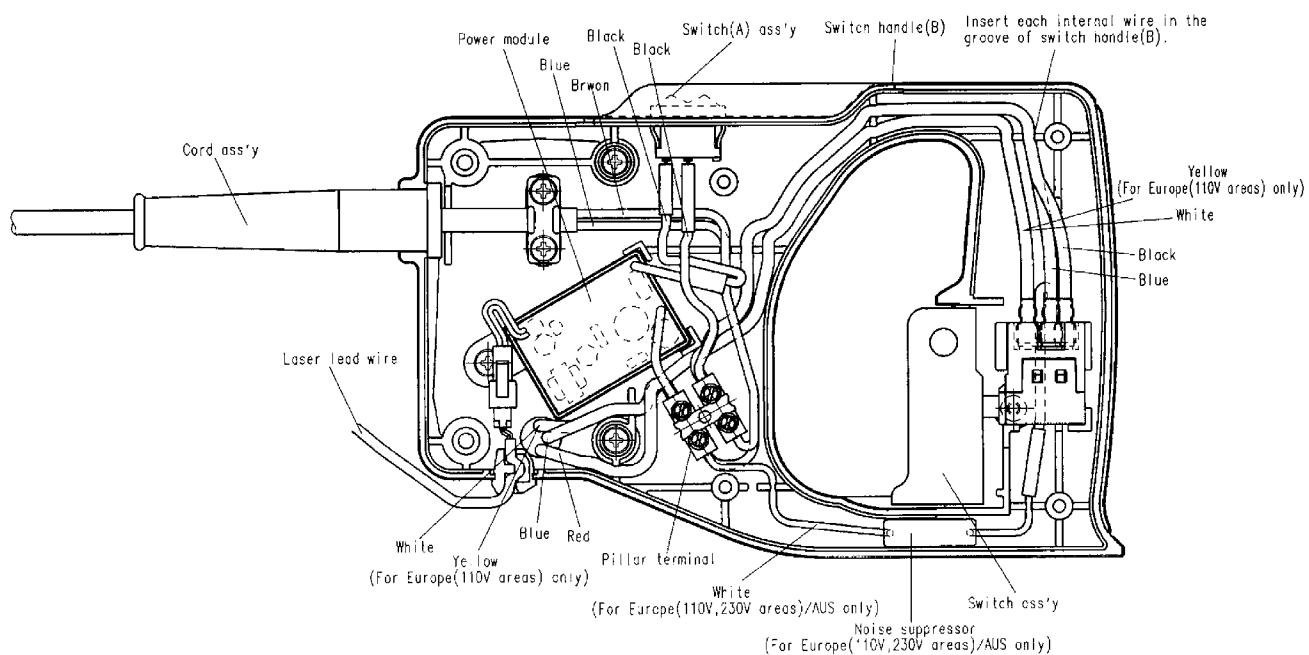 Insert each internal wire in the
groove of switch handle(B).
Switch handle(B)
Switch(A) ass'y
Black
Black
Power module
Blue
Brwon
Cord ass'y
Yellow
(For Europe(110V areas) only)
White
Black
Blue
Laser lead wire
White
Yellow
(For Europe(110V areas) only)
Blue
Red
Pillar terminal
White
(For Europe(110V,230V areas)/AUS only)
Switch ass'y
Noise suppressor
(For Europe(110V,230V areas)/AUS only)